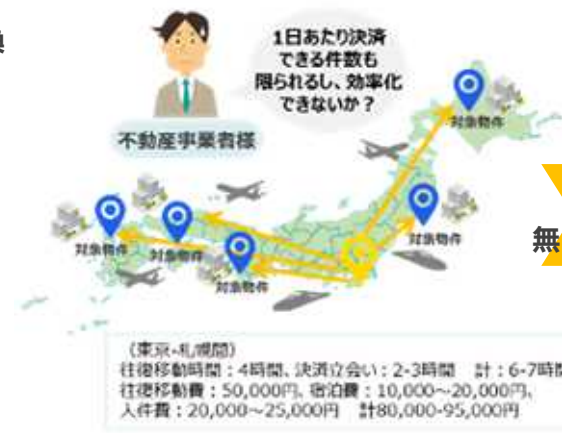 換
1日あたり決済
できる件数も
限られるし、効率化
できないか？
不動産事業者様
対象物件
対象物件
対象物件
対象物件
対象物件
無
（東京-札幌間）
往復移動時間：4時間、決済立会い：2-3時間　計：6-7時間
往復移動費：50,000円、宿泊費：10,000～20,000円、
人件費：20,000～25,000円　計80,000-95,000円